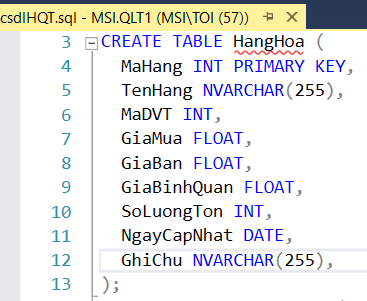 csdlHQT.sql - MSI.QLT1 (MSI\TOI (57))
3 CREATE TABLE HangHoa (
4 MaHang INT PRIMARY KEY,
5 TenHang NVARCHAR(255),
6 MaDVT INT,
7 GiaMua FLOAT,
8 GiaBan FLOAT,
9 GiaBinhQuan FLOAT,
10 SoLuongTon INT,
11 NgayCapNhat DATE,
12 GhiChu NVARCHAR(255),
13 );